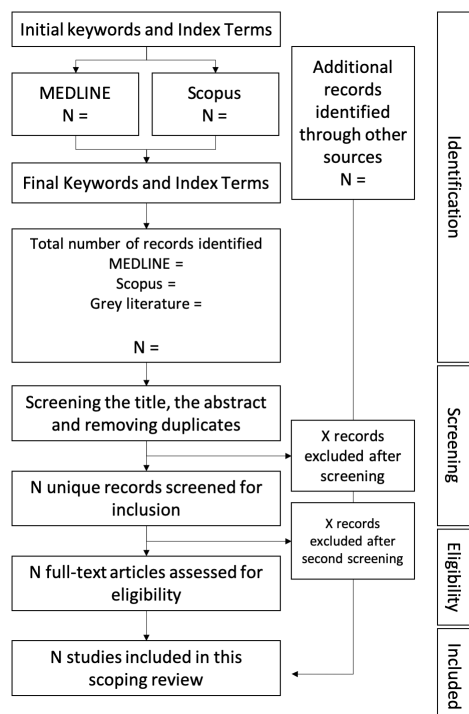 Initial keywords and Index Terms
MEDLINE
N =
Scopus
N =
Additional
records
identified
through other
sources
N =
Final Keywords and Index Terms
Total number of records identified
MEDLINE =
Scopus =
Grey literature =
N =
Identification
Screening the title, the abstract
and removing duplicates
X records
excluded after
screening
N unique records screened for
inclusion
Screening
X records
excluded after
second screening
N full-text articles assessed for
eligibility
Eligibility
N studies included in this
scoping review
Included